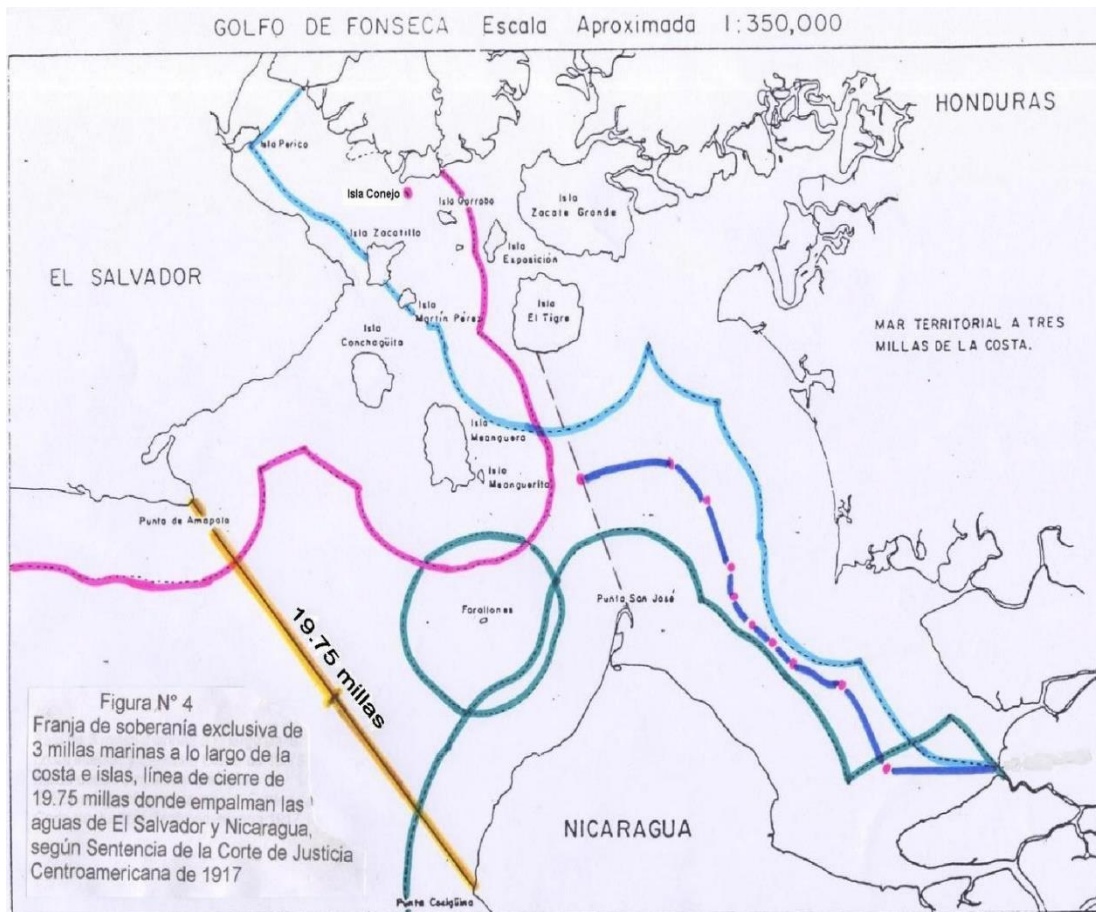 GOLFO DE FONSECA Escala Aproximada 1:350,000
HONDURAS
Isla Perico
Isla Conejo
Isla Garrobo
Isla
Zacate Grande
Isla Zacatillo
Isla
Exposición
EL SALVADOR
Isla
Martín Pérez
Isla
El Tigre
Isla
Conchagüita
MAR TERRITORIAL A TRES
MILLAS DE LA COSTA.
Isla
Meanguera
Isla
Meanguerita
Punta de Amapala
Farallones
Punta San José
19.75 millas
Figura N° 4
Franja de soberanía exclusiva de
3 millas marinas a lo largo de la
costa e islas, línea de cierre de
19.75 millas donde empalman las
aguas de El Salvador y Nicaragua,
según Sentencia de la Corte de Justicia
Centroamericana de 1917
NICARAGUA
Punta Cosigüina